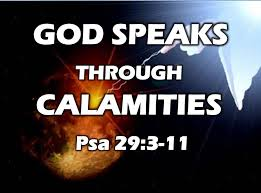 GOD SPEAKS
THROUGH
CALAMITIES
Psa 29:3-11